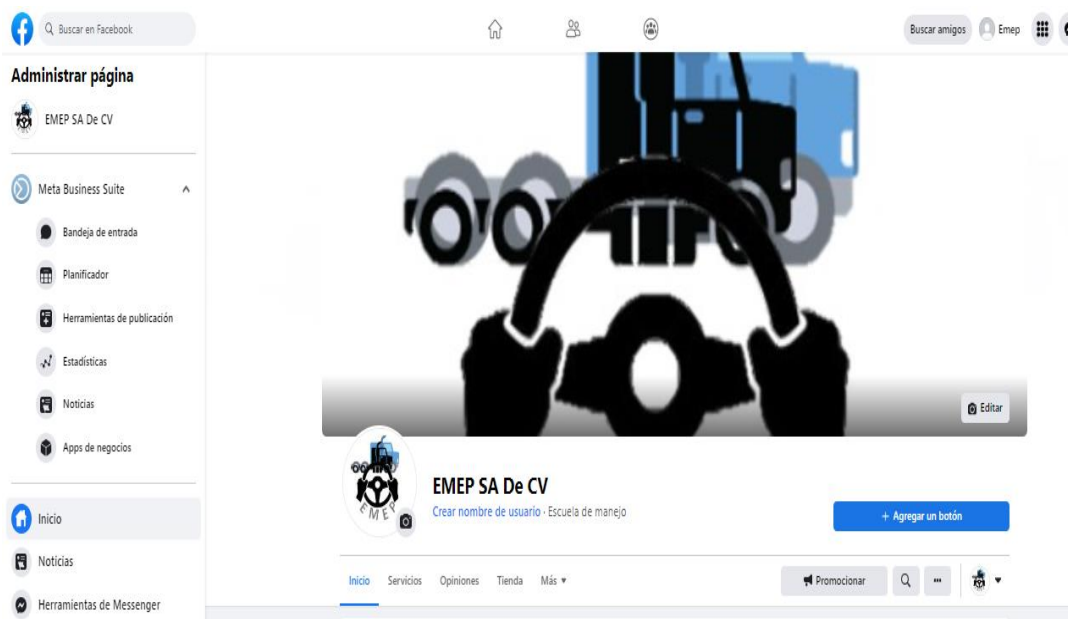 Buscar en Facebook
Buscar amigos
Emep
Administrar página
EMEP SA De CV
Meta Business Suite
Bandeja de entrada
Planificador
Herramientas de publicación
Estadísticas
Noticias
Apps de negocios
Inicio
Noticias
Herramientas de Messenger
Editar
EMEP
EMEP SA De CV
Crear nombre de usuario · Escuela de manejo
+ Agregar un botón
Inicio Servicios Opiniones Tienda Más
Promocionar